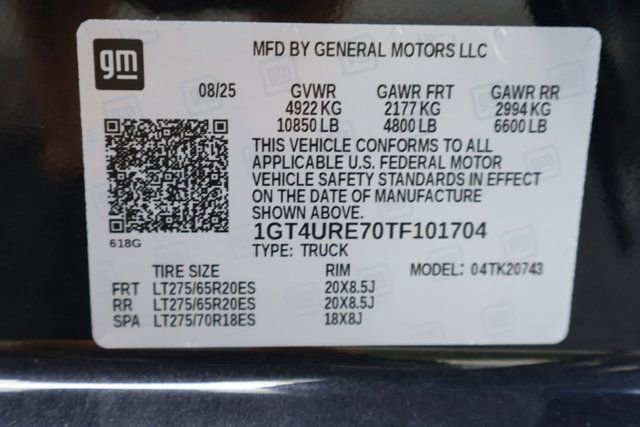 gm
MFD BY GENERAL MOTORS LLC
08/25 GVWR GAWR FRT GAWR RR
4922 KG 2177 KG 2994 KG
10850 LB 4800 LB 6600 LB
THIS VEHICLE CONFORMS TO ALL
APPLICABLE U.S. FEDERAL MOTOR
VEHICLE SAFETY STANDARDS IN EFFECT
ON THE DATE OF MANUFACTURE
SHOWN ABOVE.
618G
1GT4URE70TF101704
TYPE: TRUCK
TIRE SIZE RIM MODEL: 04TK20743
FRT LT275/65R20ES 20X8.5J
RR LT275/65R20ES 20X8.5J
SPA LT275/70R18ES 18X8J